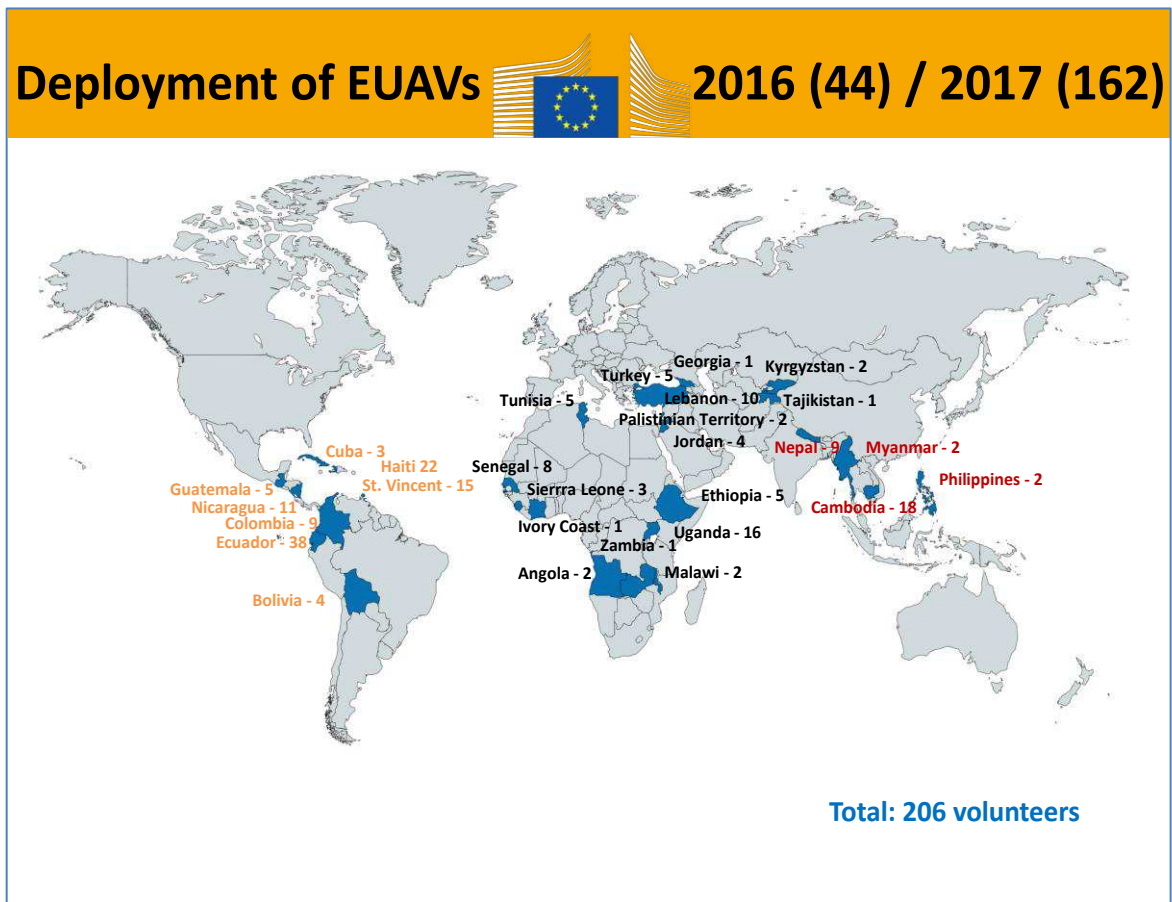 Deployment of EUAVs 2016 (44) / 2017 (162)
Georgia - 1
Kyrgyzstan - 2
Turkey - 5
Lebanon - 10
Tajikistan - 1
Tunisia - 5
Palistinian Territory - 2
Jordan - 4
Nepal - 9
Myanmar - 2
Cuba - 3
Haiti 22
St. Vincent - 15
Guatemala - 5
Nicaragua - 11
Colombia - 9
Ecuador - 38
Bolivia - 4
Senegal - 8
Sierrra Leone - 3
Ethiopia - 5
Ivory Coast - 1
Uganda - 16
Zambia - 1
Angola - 2
Malawi - 2
Philippines - 2
Cambodia - 18
Total: 206 volunteers